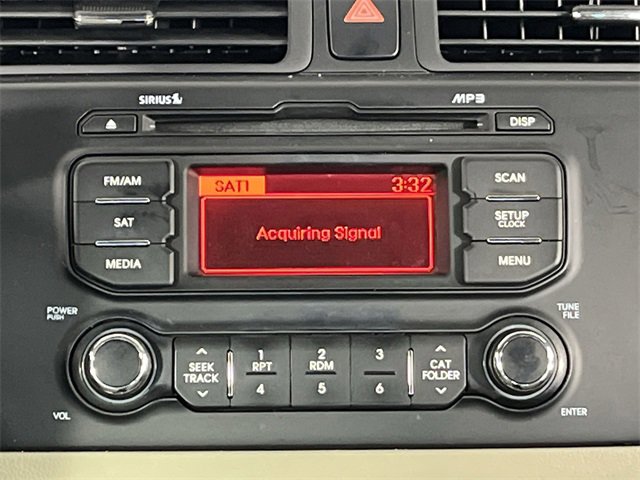 SIRIUS
MP3
DISP
FM/AM
SAT1
3:32
SCAN
SAT
Acquiring Signal
SETUP
CLOCK
MEDIA
MENU
POWER
PUSH
TUNE
FILE
SEEK
TRACK
1
RPT
4
2
RDM
5
3
6
CAT
FOLDER
VOL
ENTER